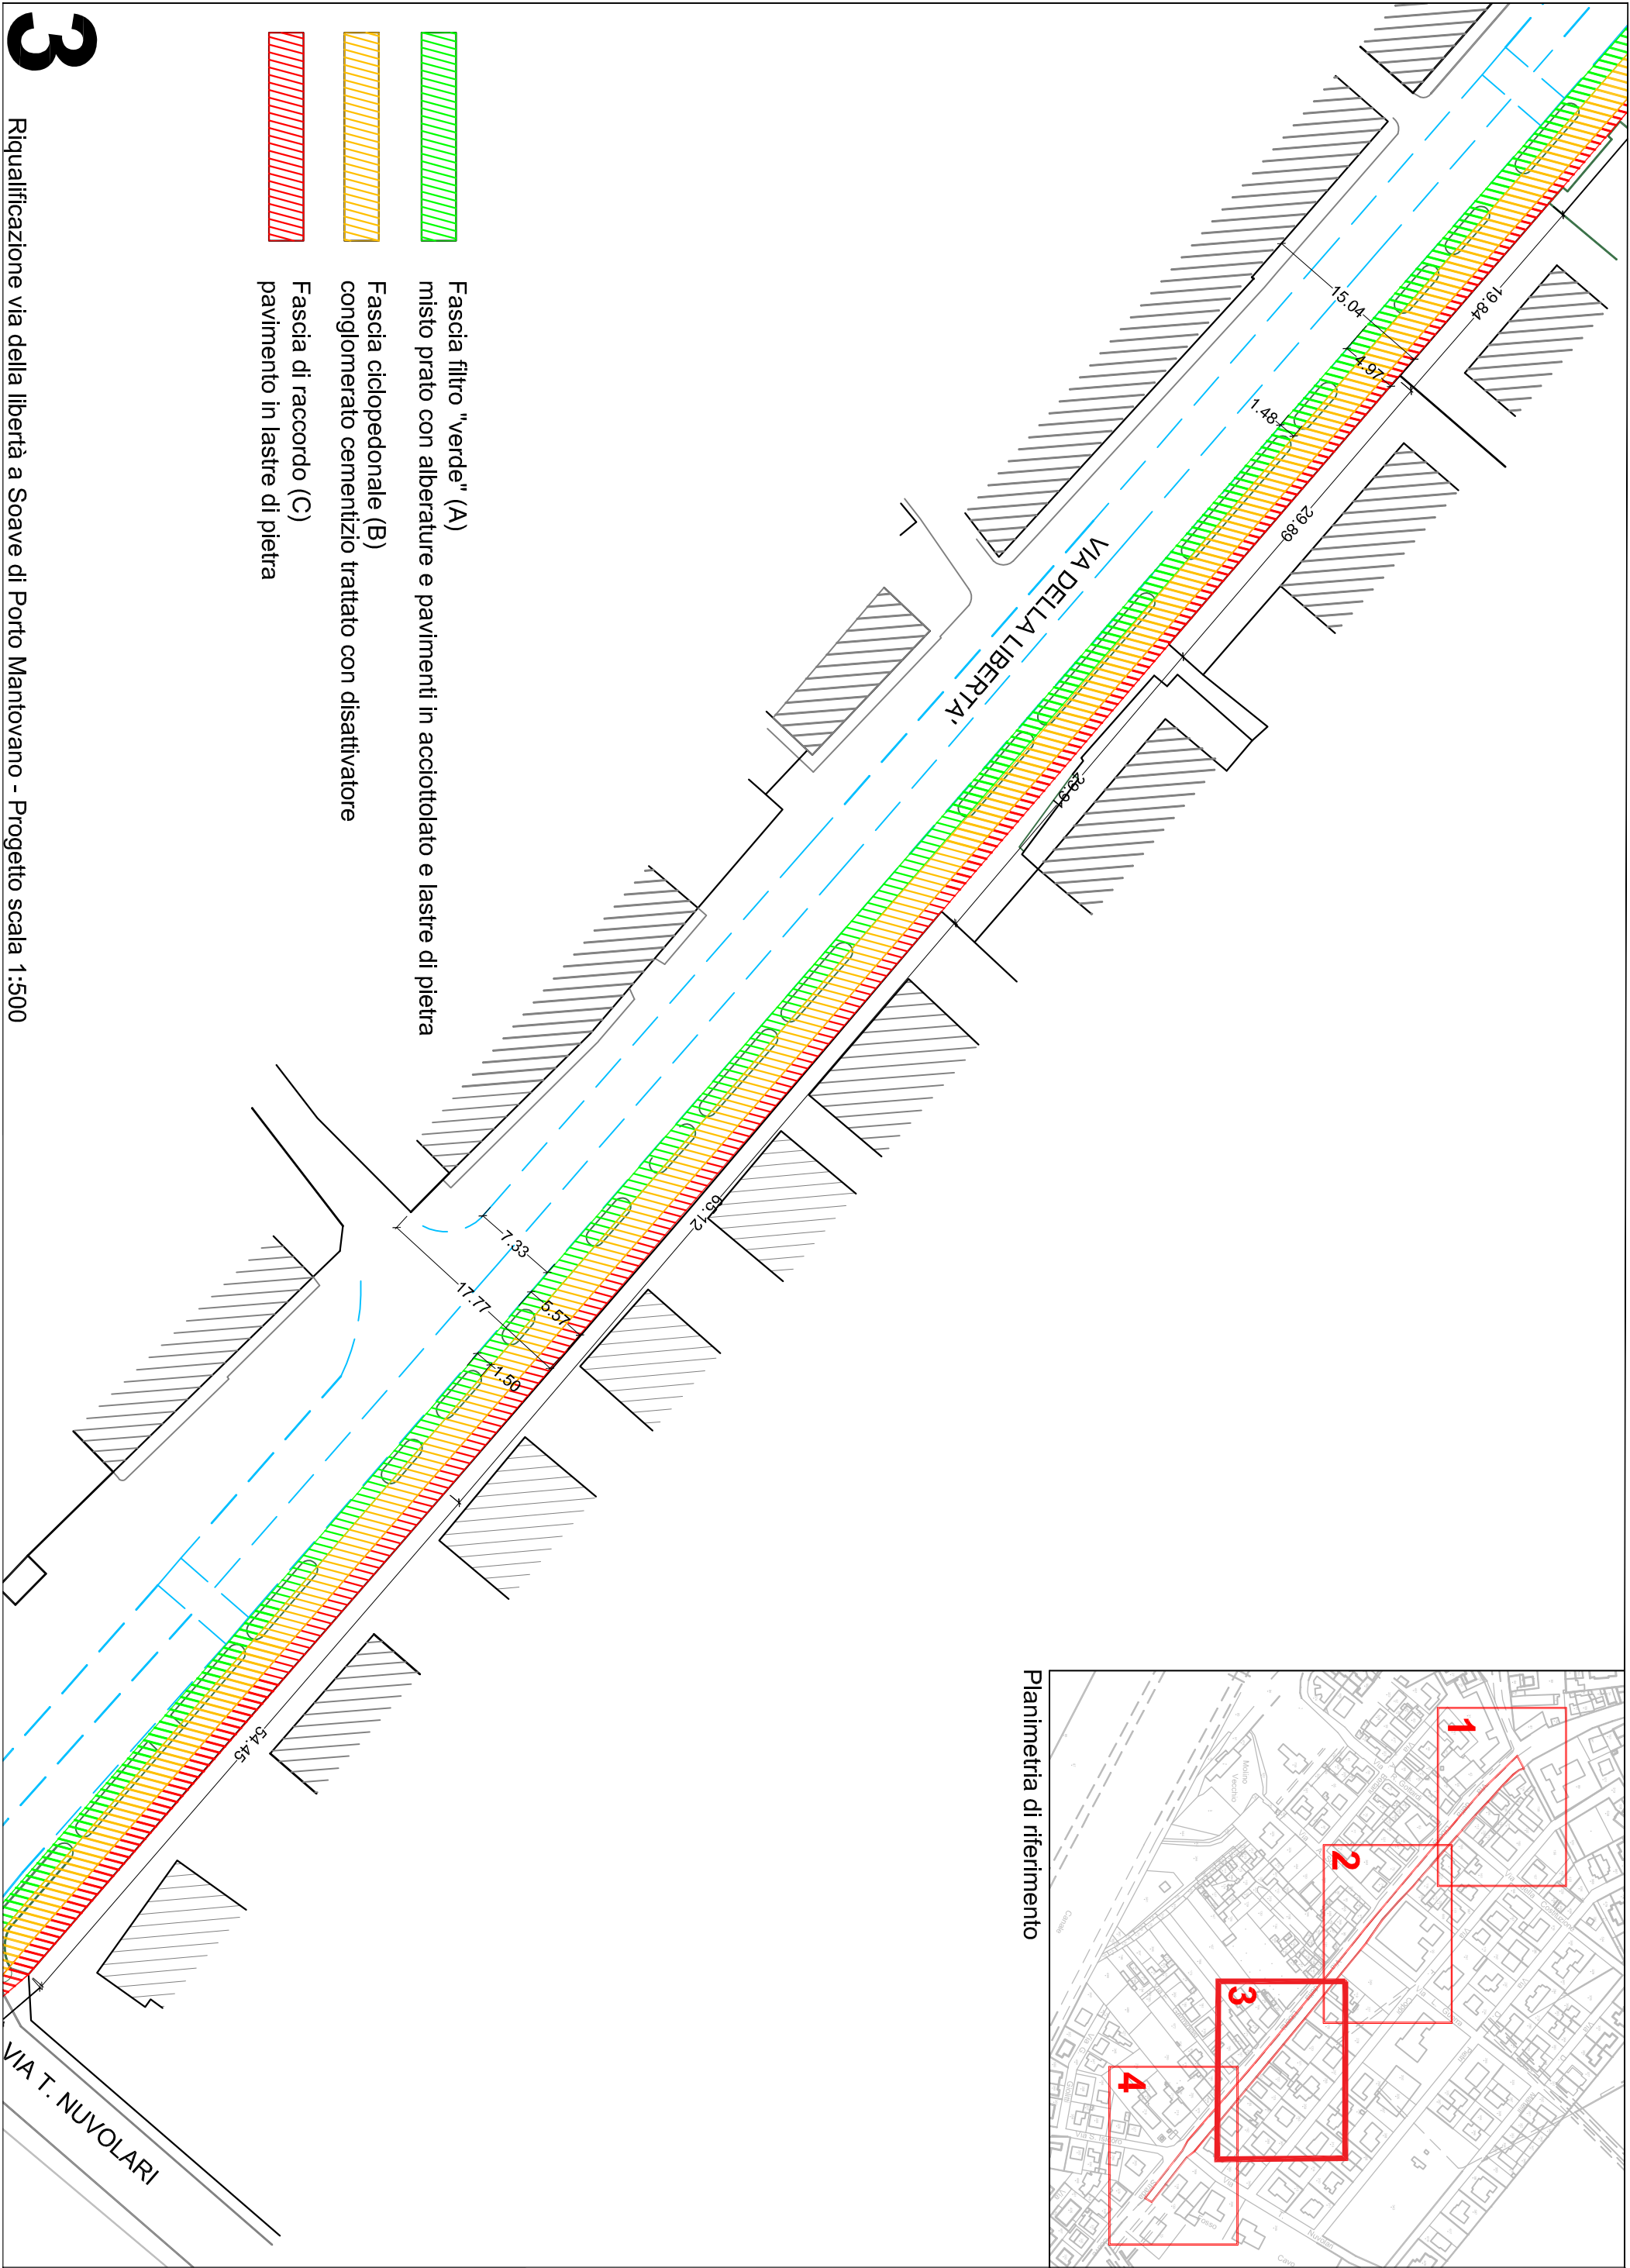 3
Riqualificazione via della libertà a Soave di Porto Mantovano - Progetto scala 1:500
Fascia filtro "verde" (A)
misto prato con alberature e pavimenti in acciottolato e lastre di pietra
Fascia ciclopedonale (B)
conglomerato cementizio trattato con disattivatore
Fascia di raccordo (C)
pavimento in lastre di pietra
VIA DELLA LIBERTA'
15.04
19.84
4.97
1.48
29.89
29.91
65.12
7.33
17.77
5.57
1.50
54.45
VIA T. NUVOLARI
Planimetria di riferimento
1
2
3
4